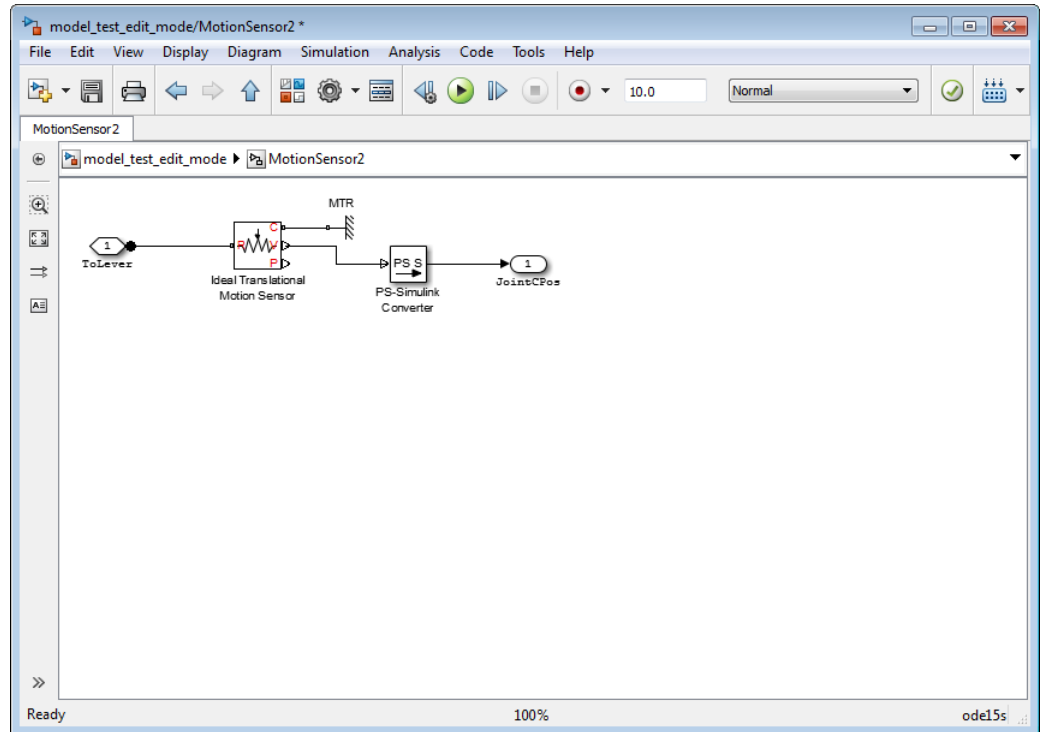 model_test_edit_mode/MotionSensor2 *
File Edit View Display Diagram Simulation Analysis Code Tools Help
10.0 Normal
MotionSensor2
model_test_edit_mode MotionSensor2
MTR
C
1 R V PS S 1
P
ToLever Ideal Translational
Motion Sensor PS-Simulink
Converter JointCPos
A
Ready 100% ode15s